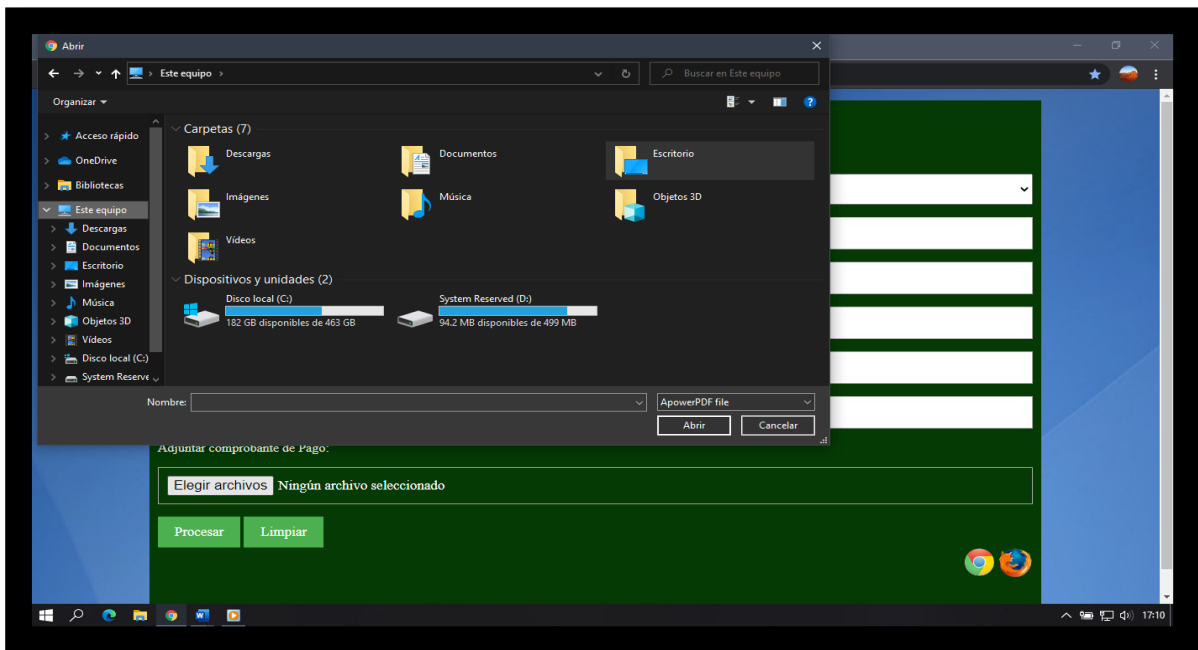 Abrir
Este equipo
Buscar en Este equipo
Organizar
Acceso rápido
OneDrive
Bibliotecas
Este equipo
Descargas
Documentos
Escritorio
Imágenes
Música
Objetos 3D
Vídeos
Disco local (C:)
System Reserve
Carpetas (7)
Descargas
Documentos
Escritorio
Imágenes
Música
Objetos 3D
Vídeos
Dispositivos y unidades (2)
Disco local (C:)
182 GB disponibles de 463 GB
System Reserved (D:)
94.2 MB disponibles de 499 MB
Nombre:
ApowerPDF file
Abrir Cancelar
Adjuntar comprobante de Pago:
Elegir archivos Ningún archivo seleccionado
Procesar Limpiar
17:10